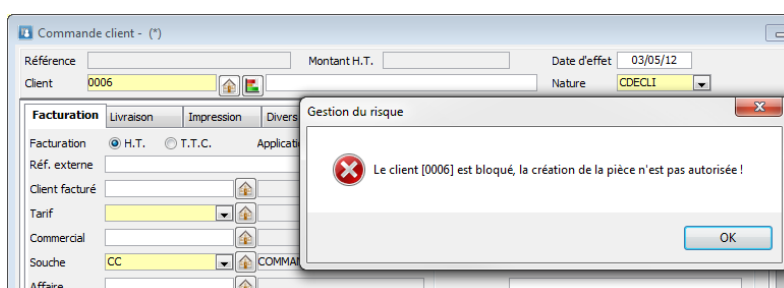 Commande client - (*)
Référence Montant H.T. Date d'effet 03/05/12
Client 0006 Nature CDECLI
Facturation Livraison Impression Divers
Gestion du risque
Facturation H.T. T.T.C.
Réf. externe
Le client [0006] est bloqué, la création de la pièce n'est pas autorisée !
Client facturé
Tarif
Commercial
OK
Souche CC
Affaire